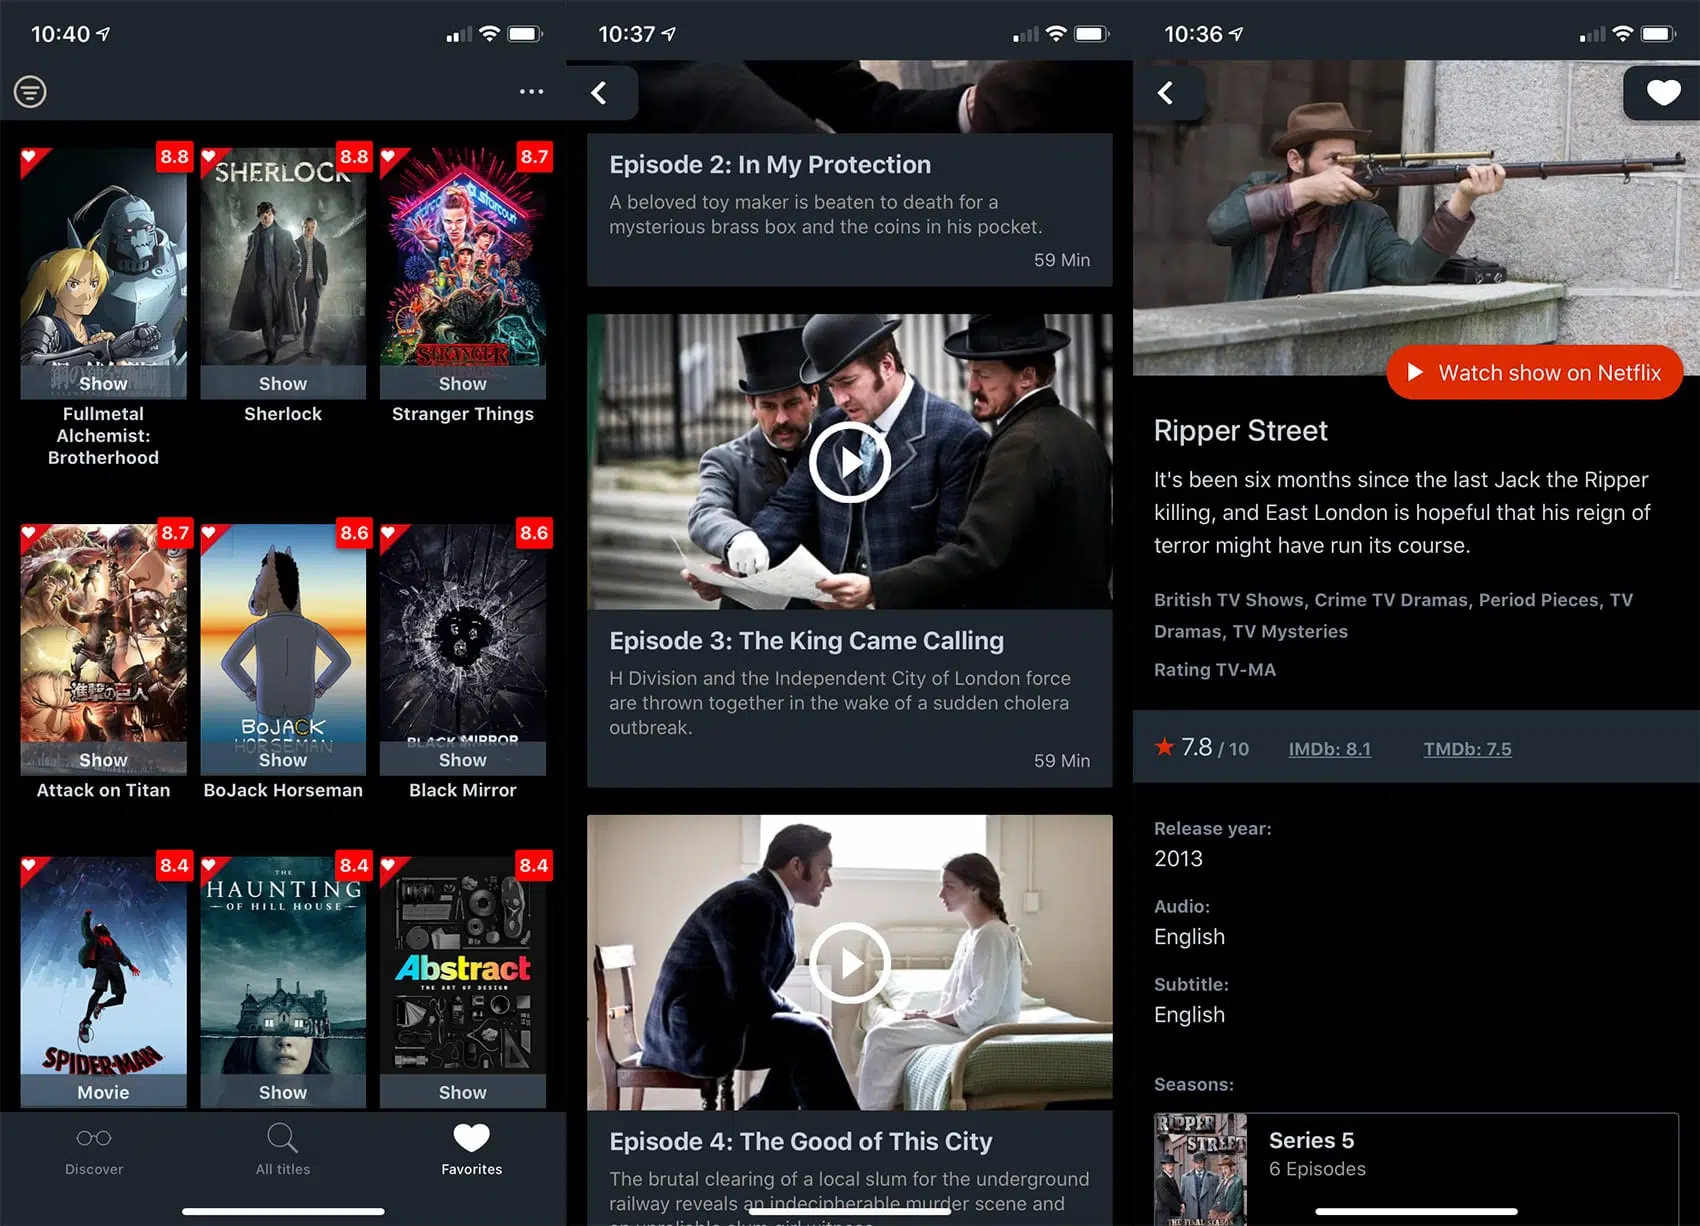 10:40
8.8
SHERLOCK
8.8
8.7
starcourt
STRANGER
Show
Show
Show
Fullmetal
Alchemist:
Brotherhood
Sherlock
Stranger Things
8.7
8.6
8.6
進撃の巨人
BoJACK
HORSEMAN
BLACK MIRROR
Show
Show
Show
Attack on Titan
BoJack Horseman
Black Mirror
8.4
8.4
8.4
THE
HAUNTING
OF HILL HOUSE
Abstract
THE ART OF DESIGN
SPIDER-MAN
Movie
Show
Show
Discover
All titles
Favorites
10:37
Episode 2: In My Protection
A beloved toy maker is beaten to death for a
mysterious brass box and the coins in his pocket.
59 Min
Episode 3: The King Came Calling
H Division and the Independent City of London force
are thrown together in the wake of a sudden cholera
outbreak.
59 Min
Episode 4: The Good of This City
The brutal clearing of a local slum for the underground
railway reveals an indecipherable murder scene and
10:36
Watch show on Netflix
Ripper Street
It's been six months since the last Jack the Ripper
killing, and East London is hopeful that his reign of
terror might have run its course.
British TV Shows, Crime TV Dramas, Period Pieces, TV
Dramas, TV Mysteries
Rating TV-MA
7.8 / 10
IMDb: 8.1
TMDb: 7.5
Release year:
2013
Audio:
English
Subtitle:
English
Seasons:
RIPPER
STREET
THE FINAL SEASON
Series 5
6 Episodes